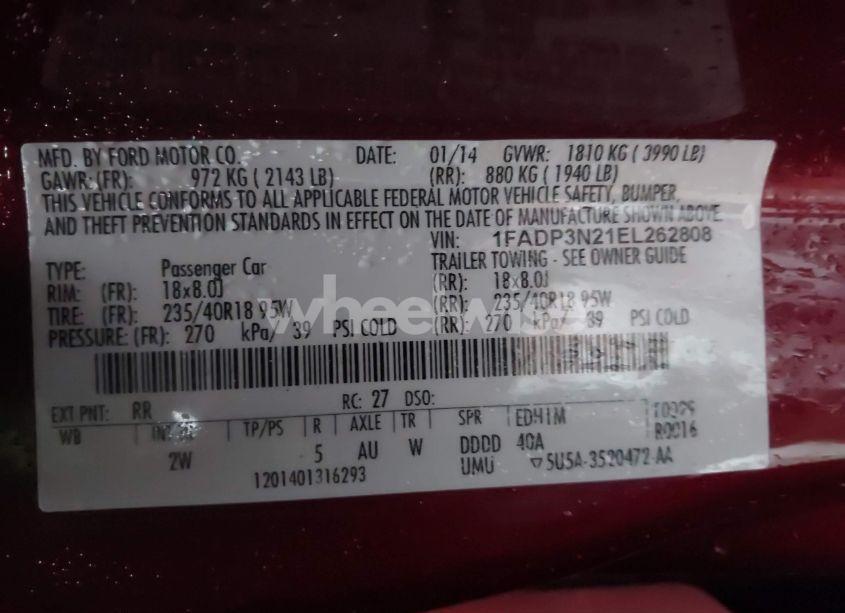 MFD. BY FORD MOTOR CO. DATE: 01/14 GVWR: 1810 KG ( 3990 LB)
GAWR:(FR): 972 KG ( 2143 LB) (RR): 880 KG ( 1940 LB)
THIS VEHICLE CONFORMS TO ALL APPLICABLE FEDERAL MOTOR VEHICLE SAFETY, BUMPER,
AND THEFT PREVENTION STANDARDS IN EFFECT ON THE DATE OF MANUFACTURE SHOWN ABOVE.
VIN: 1FADP3N21EL262808
TYPE: Passenger Car TRAILER TOWING - SEE OWNER GUIDE
RIM: (FR): 18x8.0J (RR): 18x8.0J
TIRE: (FR): 235/40R18 95W (RR): 235/40R18 95W
PRESSURE: (FR): 270 kPa/ 39 PSI COLD (RR): 270 kPa/ 39 PSI COLD
EXT PNT: RR RC: 27 DSO:
WB TP/PS R AXLE TR SPR ED41M
2W 5 AU W DDDD 40A R0016
1201401316293 UMU 5U5A-3520472-AA